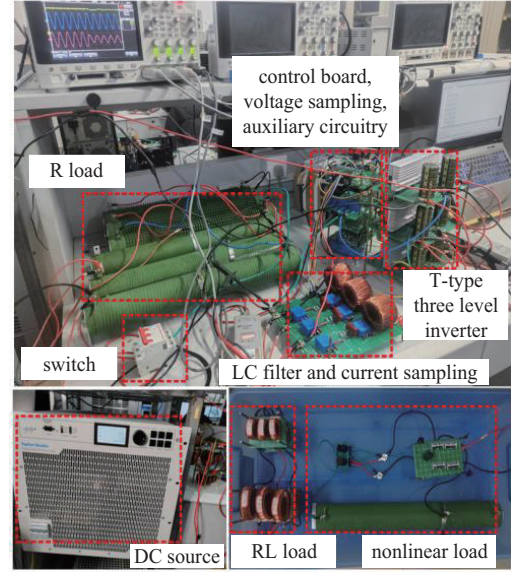 control board,
voltage sampling,
auxiliary circuitry
R load
T-type
three level
inverter
switch
LC filter and current sampling
DC source
RL load
nonlinear load